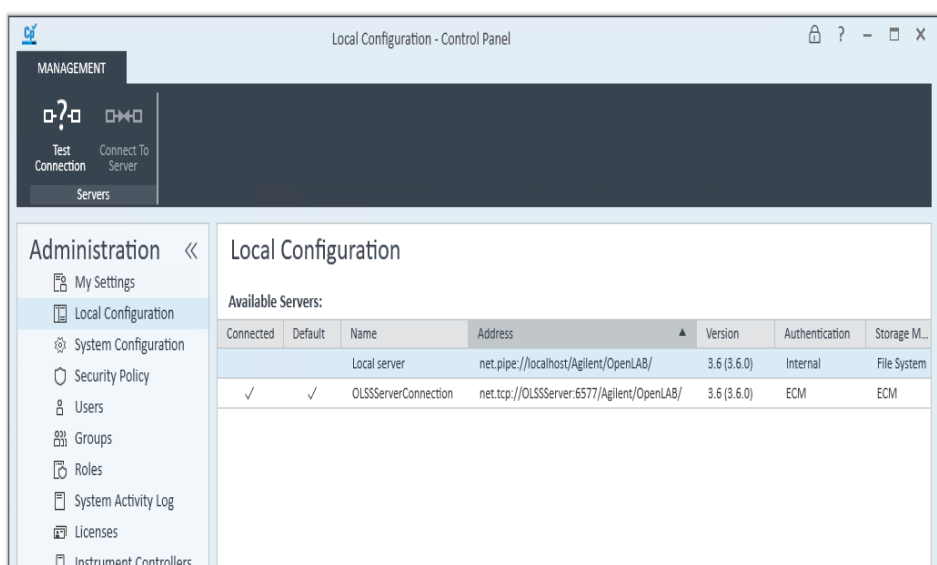 Cp
Local Configuration - Control Panel
?
MANAGEMENT
Test Connection
Connect To Server
Servers
Administration
My Settings
Local Configuration
System Configuration
Security Policy
Users
Groups
Roles
System Activity Log
Licenses
Instrument Controllers
Local Configuration
Available Servers:
Connected Default Name Address Version Authentication Storage M...
Local server net.pipe://localhost/Agilent/OpenLAB/ 3.6 (3.6.0) Internal File System
OLSSServerConnection net.tcp://OLSSServer:6577/Agilent/OpenLAB/ 3.6 (3.6.0) ECM ECM